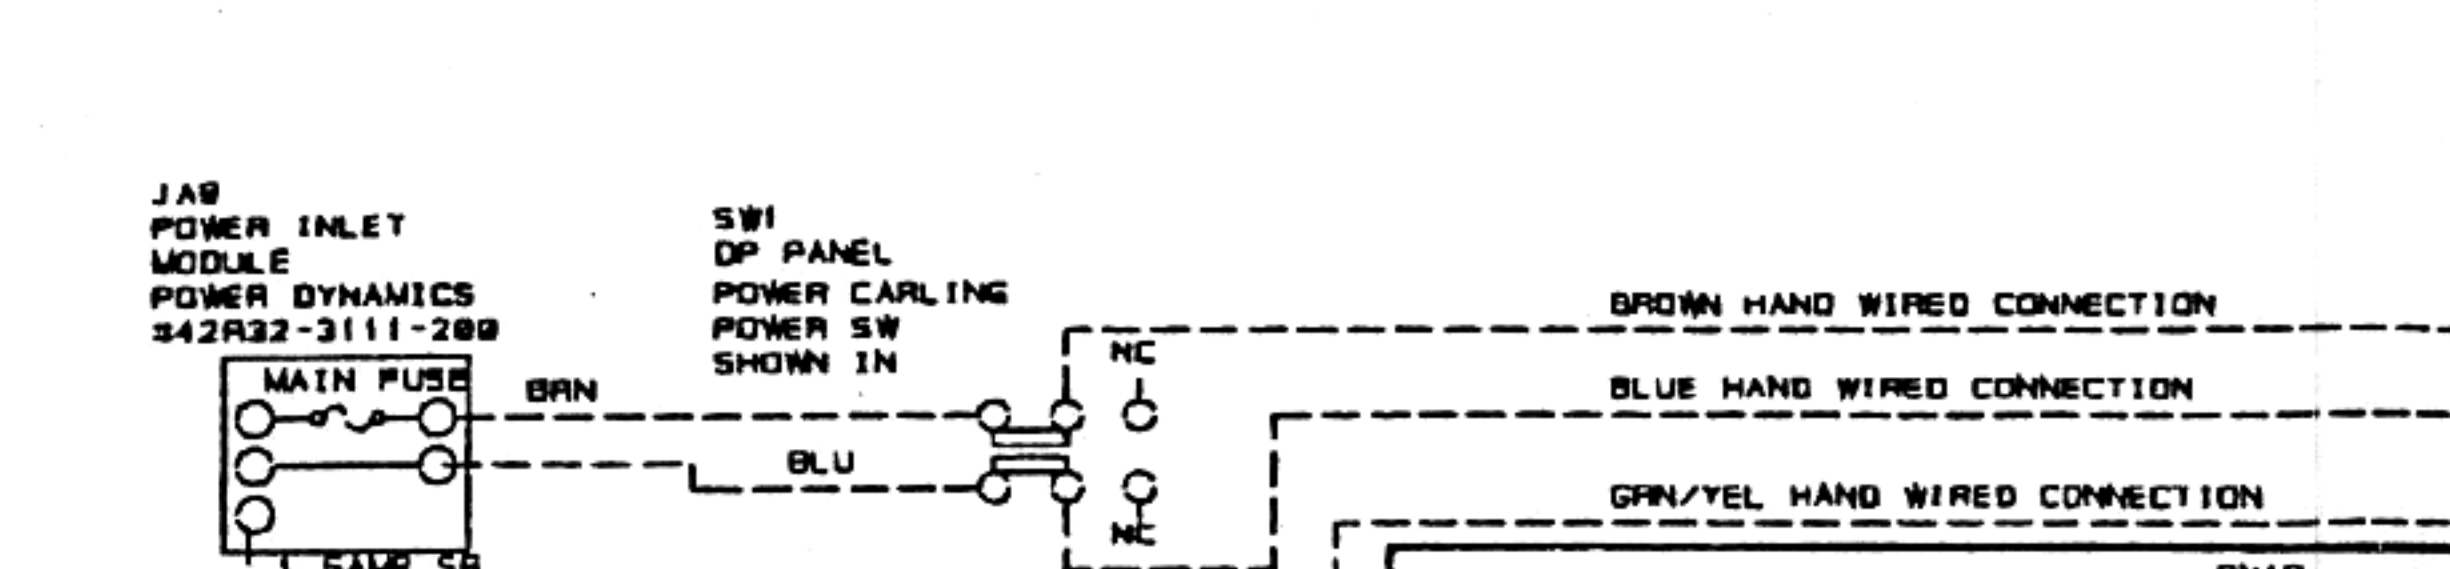 JA9
POWER INLET
MODULE
POWER DYNAMICS
#42R32-3111-200
MAIN FUSE
BRN
BLU
SW1
DP PANEL
POWER CARLING
POWER SW
SHOWN IN
NC
NC
BROWN HAND WIRED CONNECTION
BLUE HAND WIRED CONNECTION
GRN/YEL HAND WIRED CONNECTION